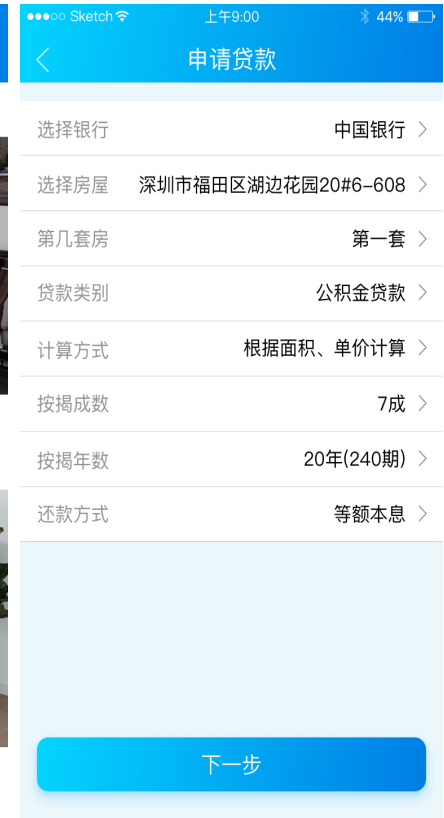 Sketch 上午9:00 44%
申请贷款
选择银行 中国银行
选择房屋 深圳市福田区湖边花园20#6-608
第几套房 第一套
贷款类别 公积金贷款
计算方式 根据面积、单价计算
按揭成数 7成
按揭年数 20年(240期)
还款方式 等额本息
下一步